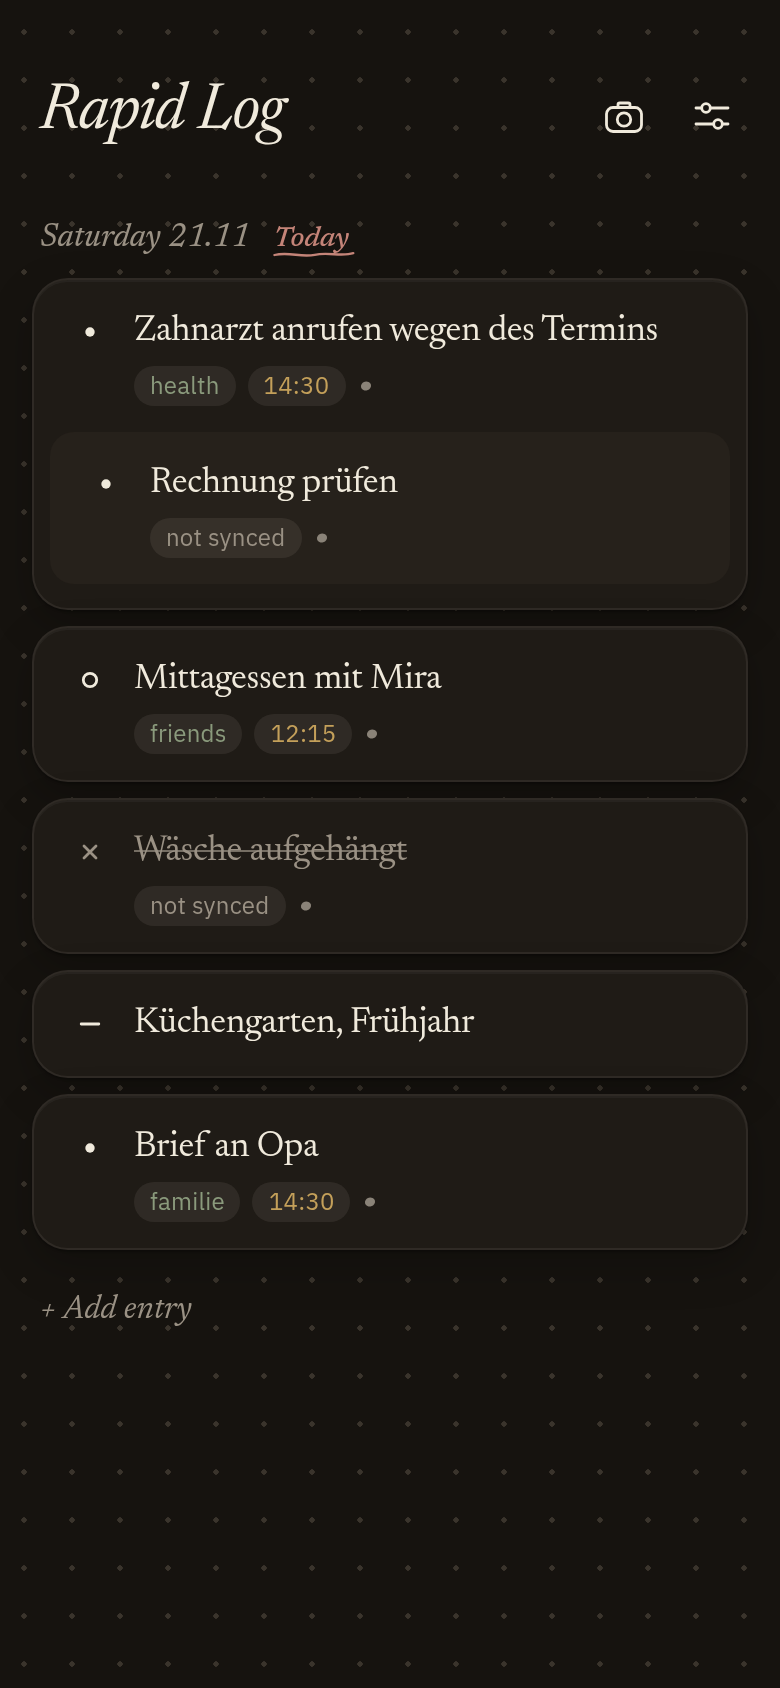 Rapid Log
Saturday 21.11 Today
• Zahnarzt anrufen wegen des Termins
health 14:30
• Rechnung prüfen
not synced
Mittagessen mit Mira
friends 12:15
× Wäsche aufgehängt
not synced
– Küchengarten, Frühjahr
• Brief an Opa
familie 14:30
+ Add entry